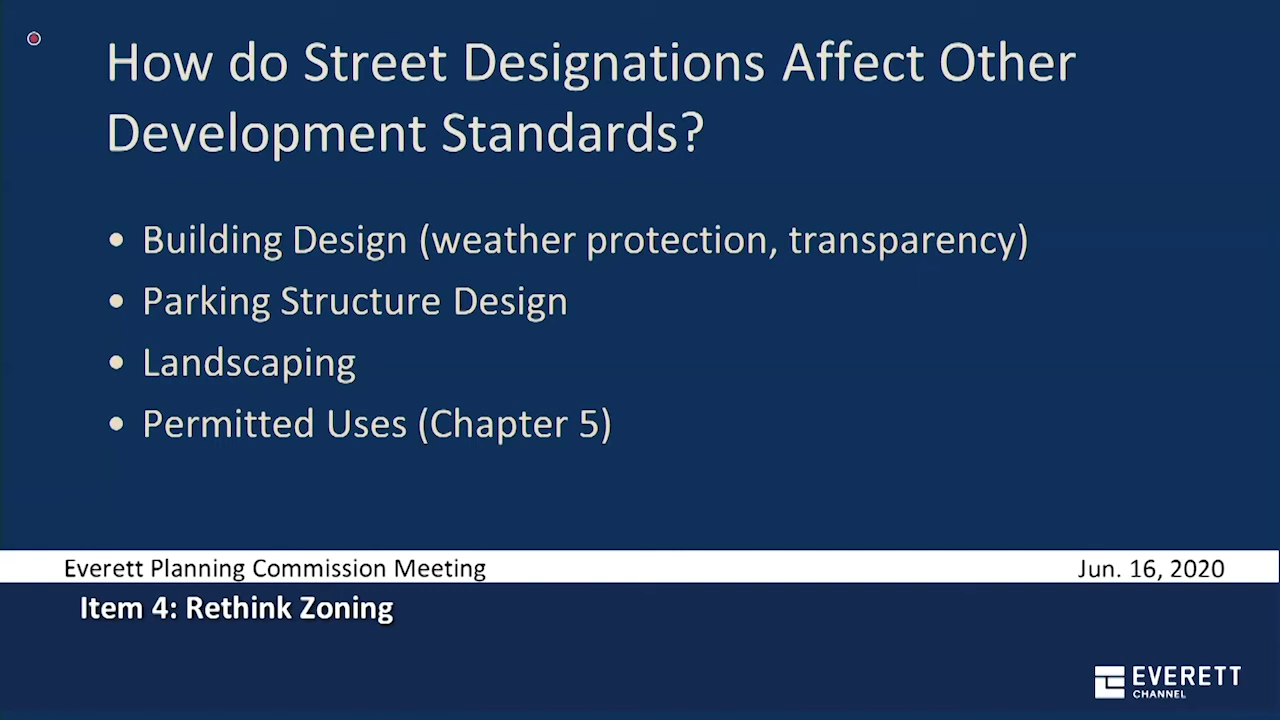 How do Street Designations Affect Other
Development Standards?
• Building Design (weather protection, transparency)
• Parking Structure Design
• Landscaping
• Permitted Uses (Chapter 5)
Everett Planning Commission Meeting Jun. 16, 2020
Item 4: Rethink Zoning
EVERETT
CHANNEL